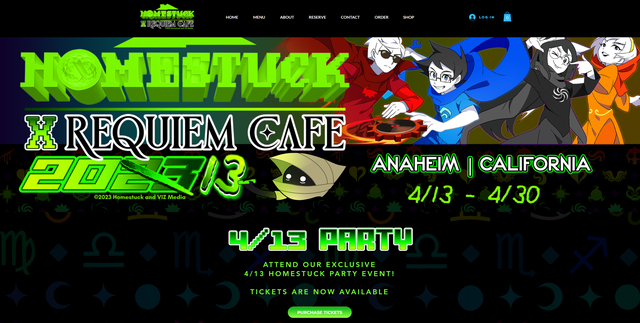 HOMESTUCK
X REQUIEM CAFE
HOME MENU ABOUT RESERVE CONTACT ORDER SHOP
LOG IN
HOMESTUCK
X REQUIEM CAFE
202313
©2023 Homestuck and VIZ Media
ANAHEIM | CALIFORNIA
4/13 - 4/30
4/13 PARTY
ATTEND OUR EXCLUSIVE
4/13 HOMESTUCK PARTY EVENT!
TICKETS ARE NOW AVAILABLE
PURCHASE TICKETS